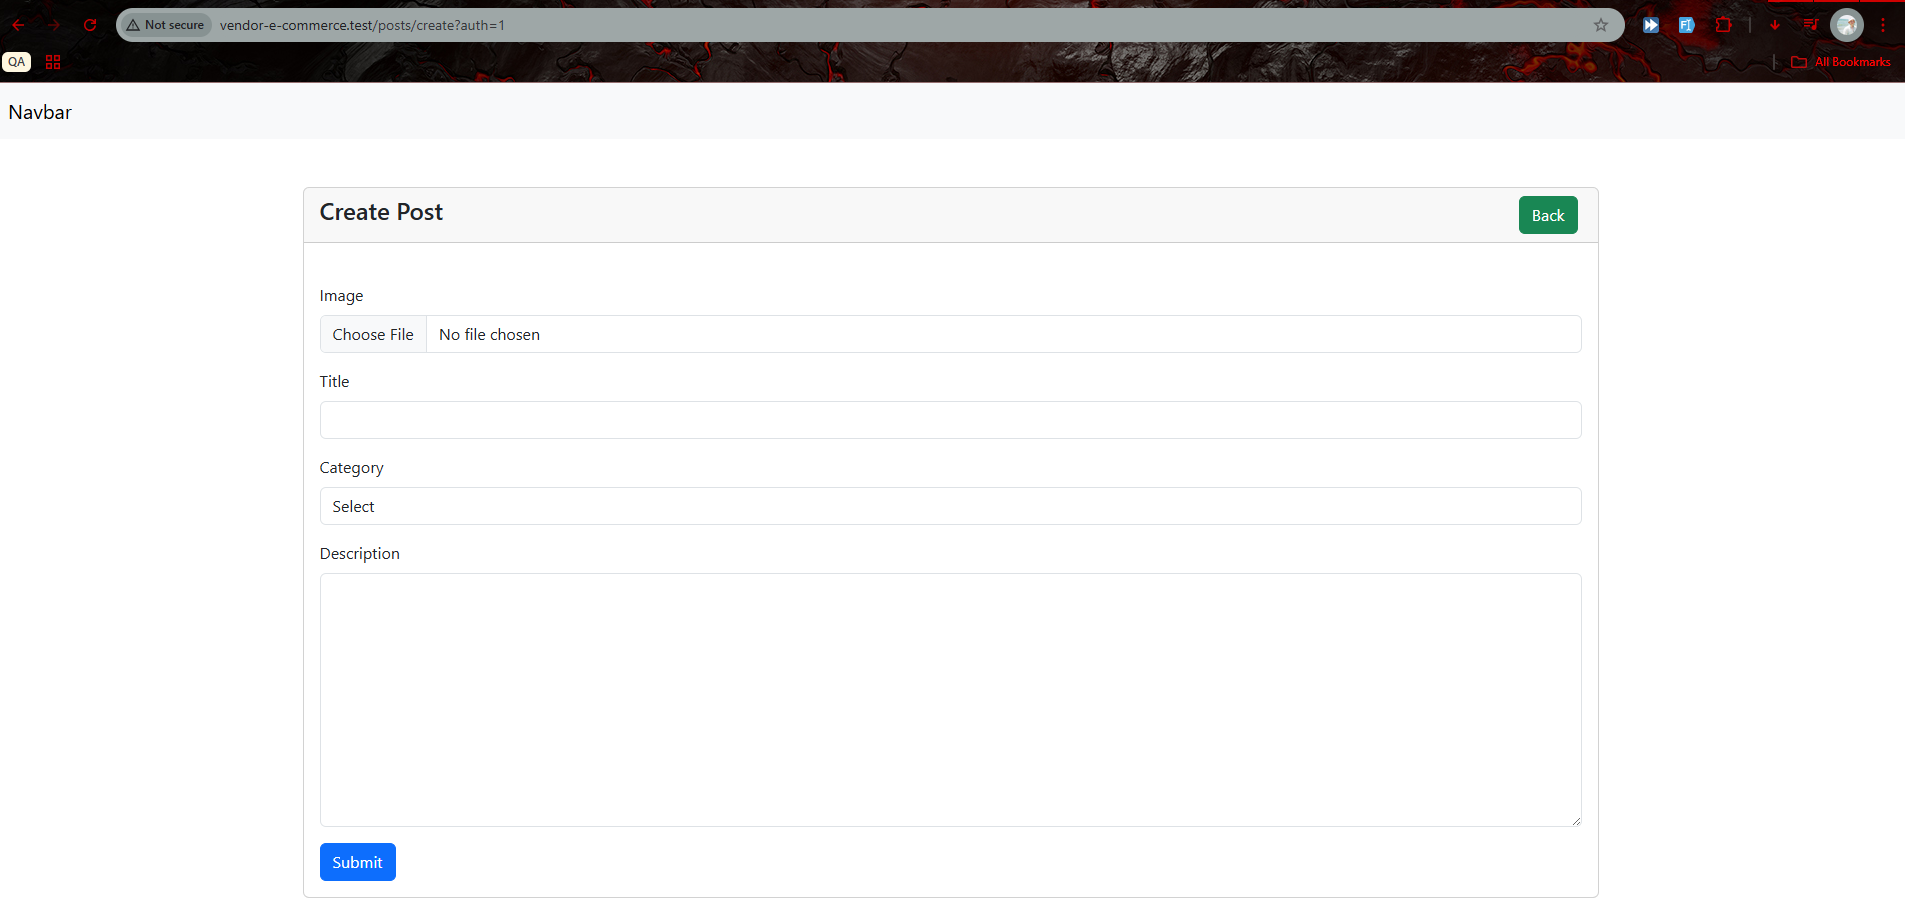 Not secure vendor-e-commerce.test/posts/create?auth=1
QA
All Bookmarks
Navbar
Create Post
Back
Image
Choose File No file chosen
Title
Category
Select
Description
Submit